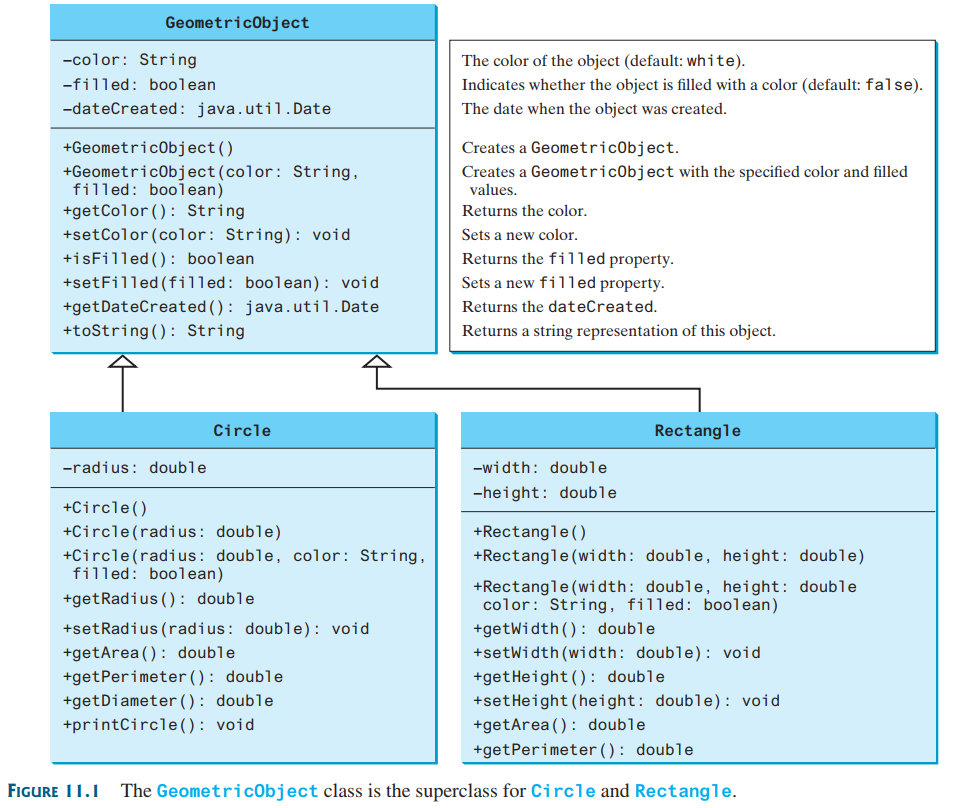 GeometricObject
–color: String
–filled: boolean
–dateCreated: java.util.Date
+GeometricObject()
+GeometricObject(color: String,
filled: boolean)
+getColor(): String
+setColor(color: String): void
+isFilled(): boolean
+setFilled(filled: boolean): void
+getDateCreated(): java.util.Date
+toString(): String
The color of the object (default: white).
Indicates whether the object is filled with a color (default: false).
The date when the object was created.
Creates a GeometricObject.
Creates a GeometricObject with the specified color and filled
values.
Returns the color.
Sets a new color.
Returns the filled property.
Sets a new filled property.
Returns the dateCreated.
Returns a string representation of this object.
Circle
–radius: double
+Circle()
+Circle(radius: double)
+Circle(radius: double, color: String,
filled: boolean)
+getRadius(): double
+setRadius(radius: double): void
+getArea(): double
+getPerimeter(): double
+getDiameter(): double
+printCircle(): void
Rectangle
–width: double
–height: double
+Rectangle()
+Rectangle(width: double, height: double)
+Rectangle(width: double, height: double
color: String, filled: boolean)
+getWidth(): double
+setWidth(width: double): void
+getHeight(): double
+setHeight(height: double): void
+getArea(): double
+getPerimeter(): double
FIGURE 11.1 The GeometricObject class is the superclass for Circle and Rectangle.